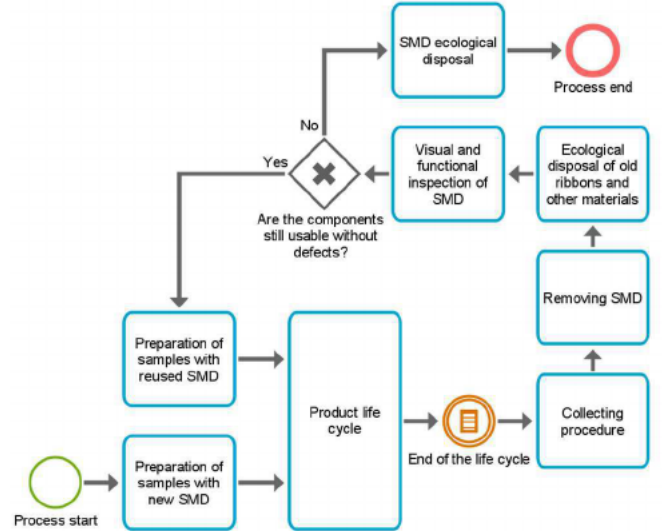 SMD ecological
disposal
Process end
No
Yes
Visual and
functional
inspection of
SMD
Ecological
disposal of old
ribbons and
other materials
Are the components
still usable without
defects?
Removing SMD
Preparation of
samples with
reused SMD
Product life
cycle
Collecting
procedure
End of the life cycle
Preparation of
samples with
new SMD
Process start